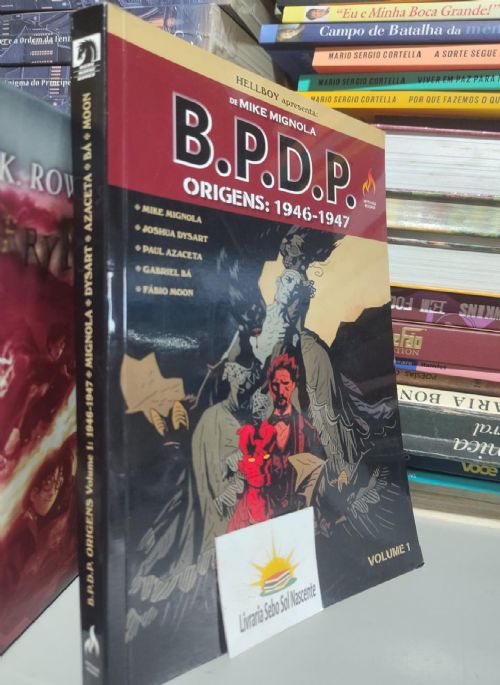 HELLBOY apresenta:
DE MIKE MIGNOLA
B.P.D.P.
ORIGENS: 1946-1947
MIKE MIGNOLA
JOSHUA DYSART
PAUL AZACETA
GABRIEL BÁ
FÁBIO MOON
VOLUME 1
Livraria Sebo Sol Nascente
B.P.D.P. ORIGENS Volume 1: 1946-1947 MIGNOLA DYSART AZACETA BÁ MOON
K. ROW
"Eu e Minha Boca Grande!"
Campo de Batalha da
MARIO SERGIO CORTELLA A SORTE SEGUE
MARIO SERGIO CORTELLA VIVER EM PAZ PARA
MARIO SERGIO CORTELLA POR QUE FAZEMOS O
ARIA BON